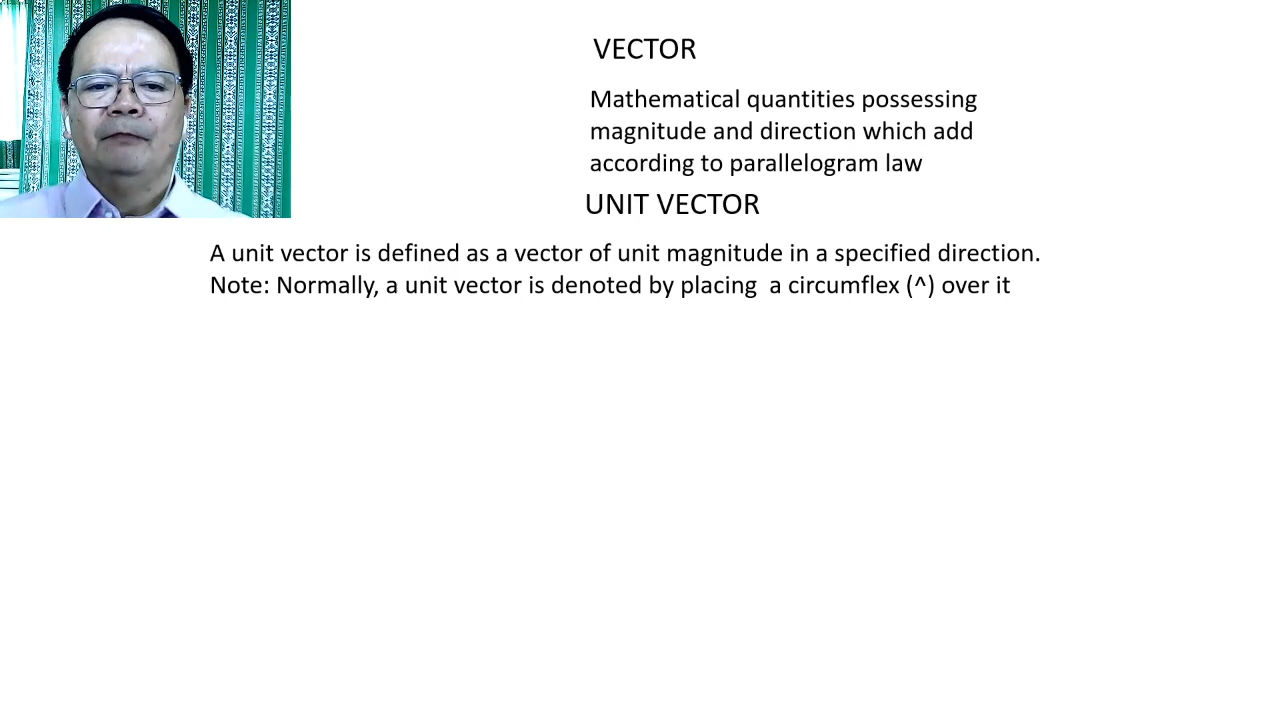 VECTOR
Mathematical quantities possessing
magnitude and direction which add
according to parallelogram law
UNIT VECTOR
A unit vector is defined as a vector of unit magnitude in a specified direction.
Note: Normally, a unit vector is denoted by placing  a circumflex (^) over it